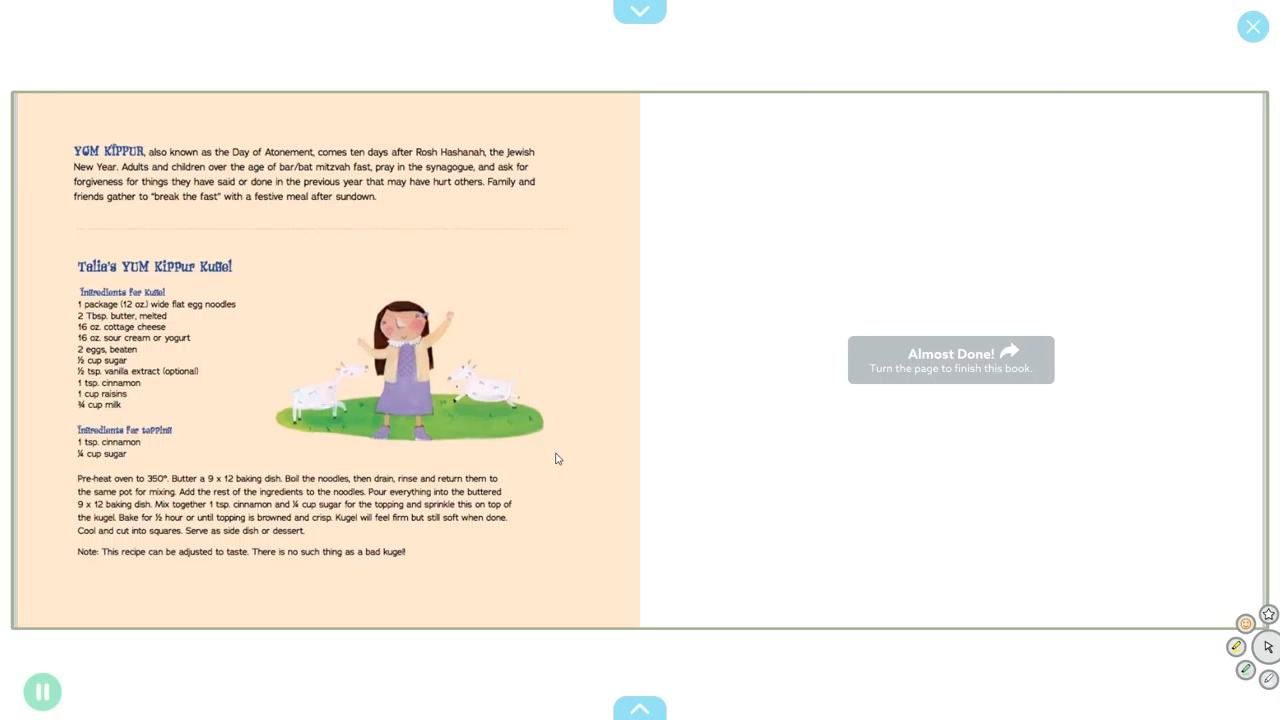 YUM KIPPUR, also known as the Day of Atonement, comes ten days after Rosh Hashanah, the Jewish
New Year. Adults and children over the age of bar/bat mitzvah fast, pray in the synagogue, and ask for
forgiveness for things they have said or done in the previous year that may have hurt others. Family and
friends gather to “break the fast” with a festive meal after sundown.
Talia's YUM Kippur Kugel
Ingredients for Kugel
1 package (12 oz.) wide flat egg noodles
2 Tbsp. butter, melted
16 oz. cottage cheese
16 oz. sour cream or yogurt
2 eggs, beaten
½ cup sugar
½ tsp. vanilla extract (optional)
1 tsp. cinnamon
1 cup raisins
¾ cup milk
Ingredients for topping
1 tsp. cinnamon
¼ cup sugar
Pre-heat oven to 350°. Butter a 9 x 12 baking dish. Boil the noodles, then drain, rinse and return them to
the same pot for mixing. Add the rest of the ingredients to the noodles. Pour everything into the buttered
9 x 12 baking dish. Mix together 1 tsp. cinnamon and ¼ cup sugar for the topping and sprinkle this on top of
the kugel. Bake for ½ hour or until topping is browned and crisp. Kugel will feel firm but still soft when done.
Cool and cut into squares. Serve as side dish or dessert.
Note: This recipe can be adjusted to taste. There is no such thing as a bad kugel!
Almost Done!
Turn the page to finish this book.